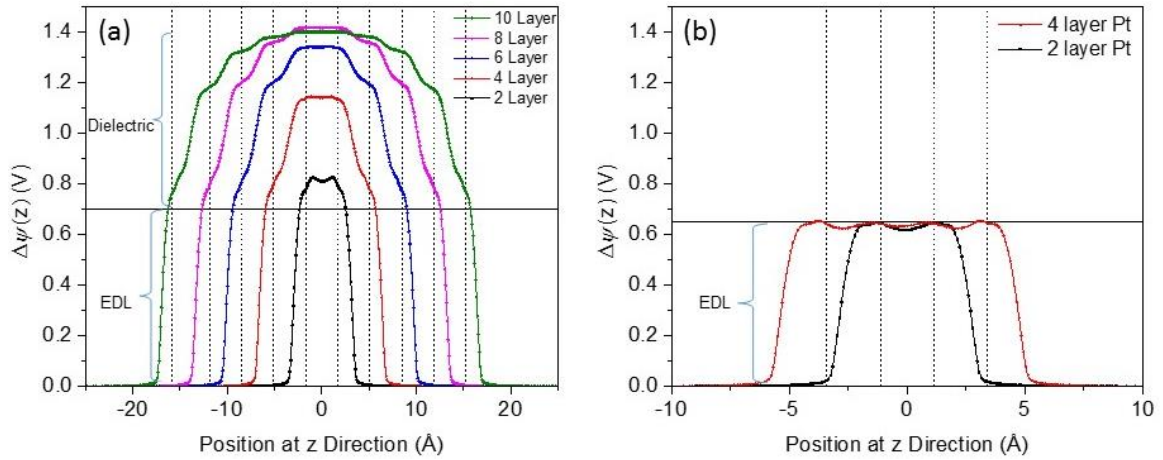 (a)
10 Layer
8 Layer
6 Layer
4 Layer
2 Layer
Dielectric
EDL
Δψ(z) (V)
1.4
1.2
1.0
0.8
0.6
0.4
0.2
0.0
-20
-10
0
10
20
Position at z Direction (Å)
(b)
4 layer Pt
2 layer Pt
EDL
Δψ(z) (V)
1.4
1.2
1.0
0.8
0.6
0.4
0.2
0.0
-10
-5
0
5
10
Position at z Direction (Å)